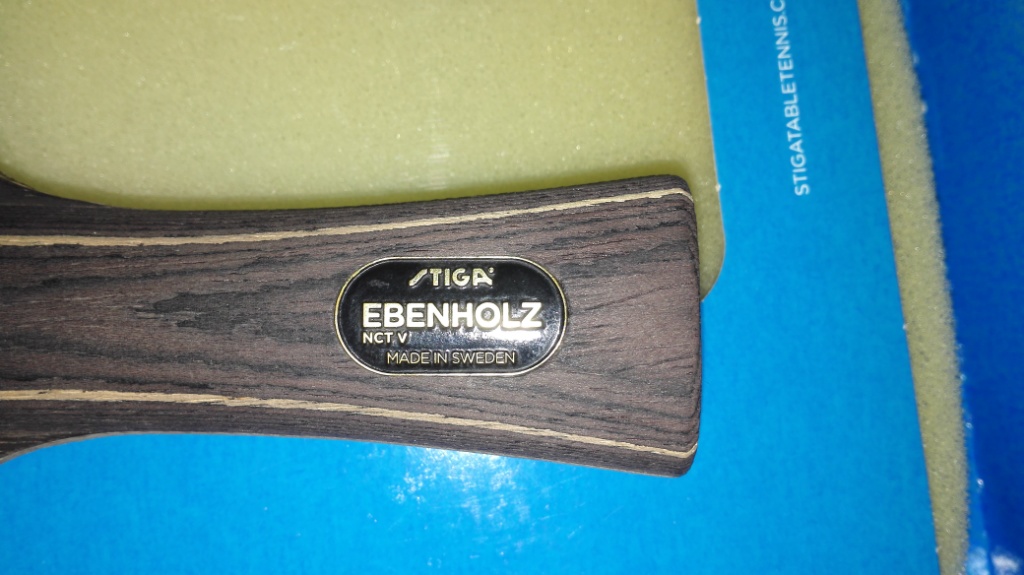 STIGA
EBENHOLZ
NCT V
MADE IN SWEDEN
STIGATABLETENNIS.C